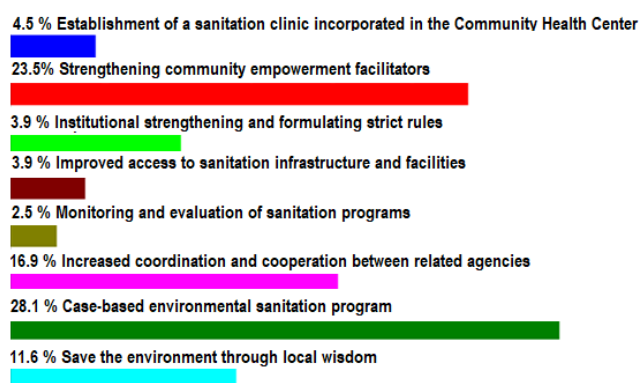 4.5 % Establishment of a sanitation clinic incorporated in the Community Health Center
23.5% Strengthening community empowerment facilitators
3.9 % Institutional strengthening and formulating strict rules
3.9 % Improved access to sanitation infrastructure and facilities
2.5 % Monitoring and evaluation of sanitation programs
16.9 % Increased coordination and cooperation between related agencies
28.1 % Case-based environmental sanitation program
11.6 % Save the environment through local wisdom